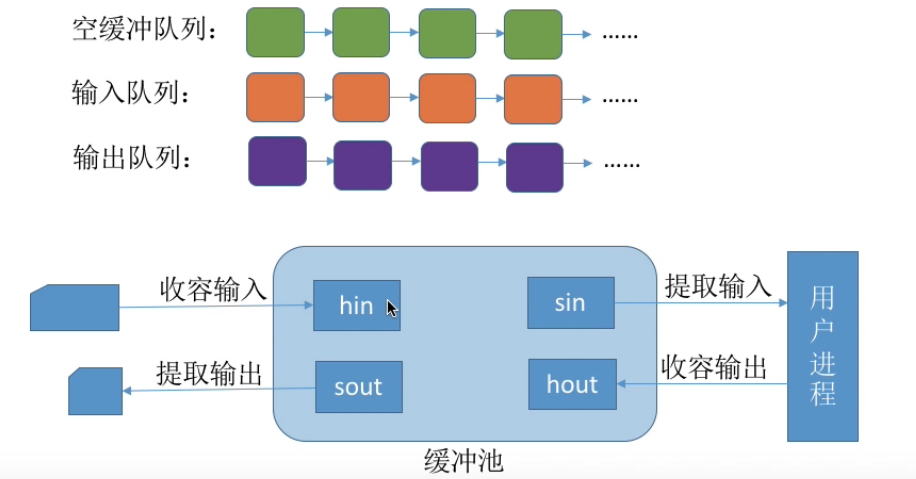 空缓冲队列： ……
输入队列： ……
输出队列： ……
收容输入 hin sin 提取输入
提取输出 sout hout 收容输出
用户进程
缓冲池